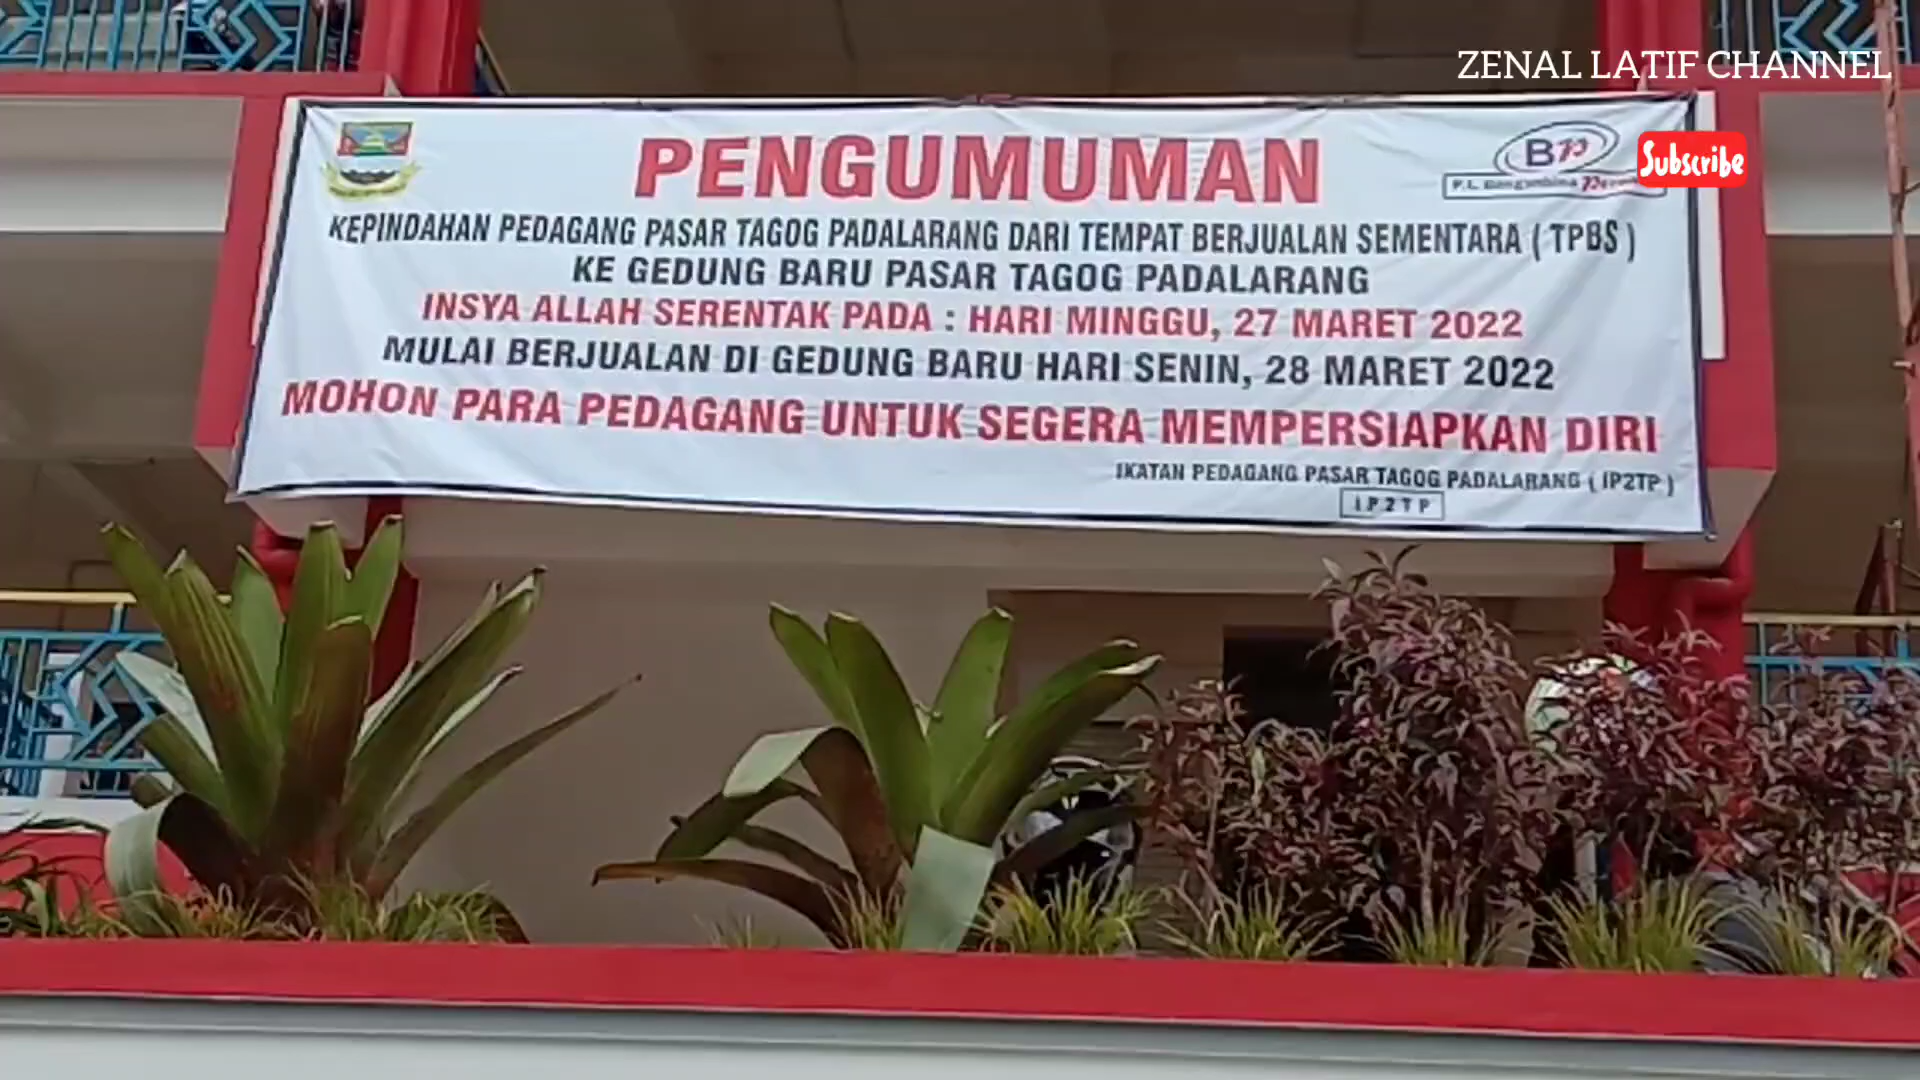 ZENAL LATIF CHANNEL
PENGUMUMAN
BP
Subscribe
KEPINDAHAN PEDAGANG PASAR TAGOG PADALARANG DARI TEMPAT BERJUALAN SEMENTARA ( TPBS )
KE GEDUNG BARU PASAR TAGOG PADALARANG
INSYA ALLAH SERENTAK PADA : HARI MINGGU, 27 MARET 2022
MULAI BERJUALAN DI GEDUNG BARU HARI SENIN, 28 MARET 2022
MOHON PARA PEDAGANG UNTUK SEGERA MEMPERSIAPKAN DIRI
IKATAN PEDAGANG PASAR TAGOG PADALARANG ( IP2TP )
IP2TP